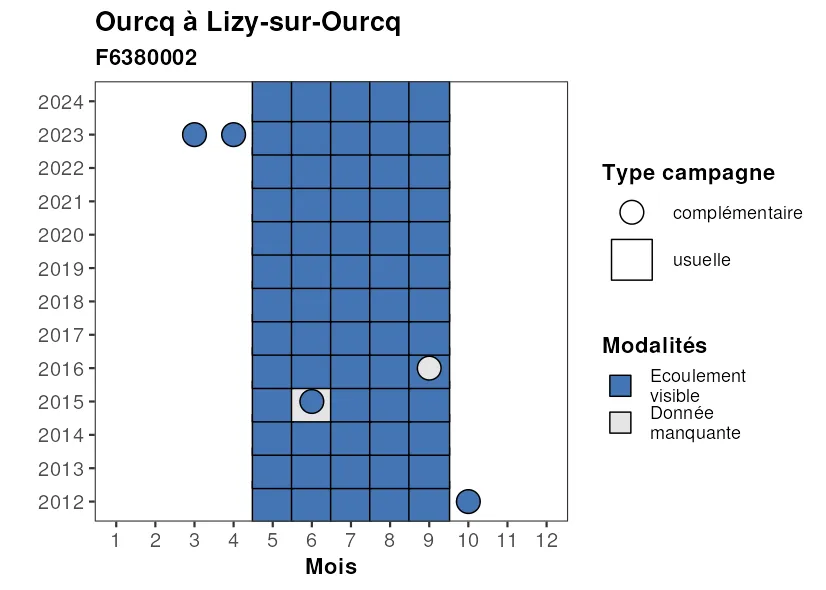 Ourcq à Lizy-sur-Ourcq
F6380002
2024
2023
2022
2021
2020
2019
2018
2017
2016
2015
2014
2013
2012
1 2 3 4 5 6 7 8 9 10 11 12
Mois
Type campagne
complémentaire
usuelle
Modalités
Ecoulement
visible
Donnée
manquante